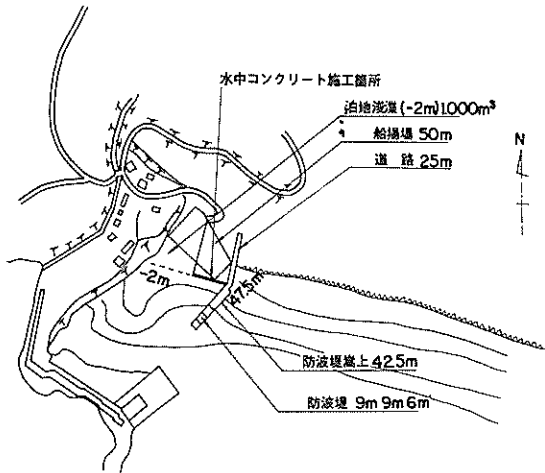 水中コンクリート施工箇所
泊地浚渫(-2m)1.000m³
船揚場 50m
道路 25m
N
-2m
47.5m
防波堤嵩上 42.5m
防波堤 9m 9m 6m